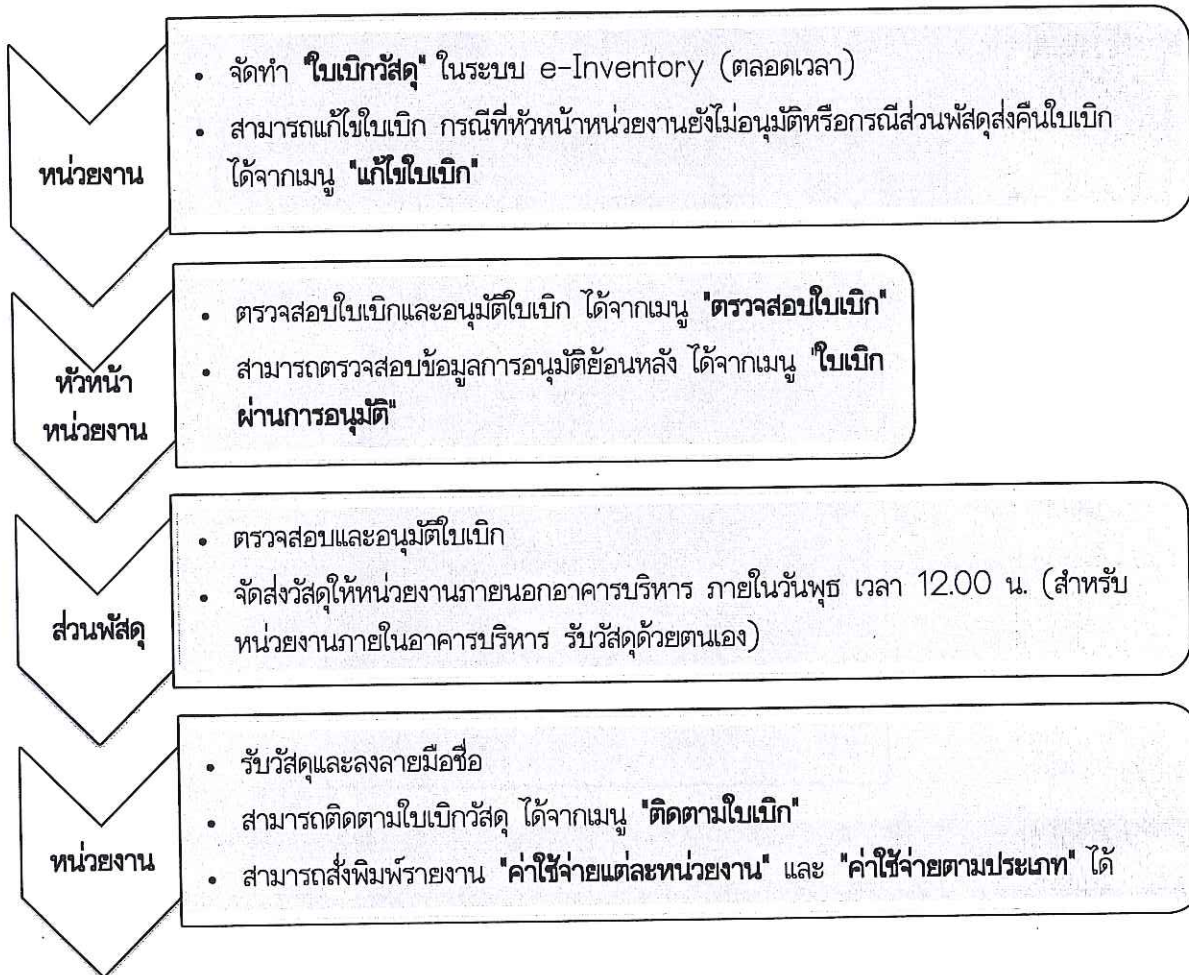 หน่วยงาน
• จัดทำ "ใบเบิกวัสดุ" ในระบบ e-Inventory (ตลอดเวลา)
• สามารถแก้ไขใบเบิก กรณีที่หัวหน้าหน่วยงานยังไม่อนุมัติหรือกรณีส่วนพัสดุส่งคืนใบเบิก
ได้จากเมนู "แก้ไขใบเบิก"
หัวหน้า
หน่วยงาน
• ตรวจสอบใบเบิกและอนุมัติใบเบิก ได้จากเมนู "ตรวจสอบใบเบิก"
• สามารถตรวจสอบข้อมูลการอนุมัติย้อนหลัง ได้จากเมนู "ใบเบิก
ผ่านการอนุมัติ"
ส่วนพัสดุ
• ตรวจสอบและอนุมัติใบเบิก
• จัดส่งวัสดุให้หน่วยงานภายนอกอาคารบริหาร ภายในวันพุธ เวลา 12.00 น. (สำหรับ
หน่วยงานภายในอาคารบริหาร รับวัสดุด้วยตนเอง)
หน่วยงาน
• รับวัสดุและลงลายมือชื่อ
• สามารถติดตามใบเบิกวัสดุ ได้จากเมนู "ติดตามใบเบิก"
• สามารถสั่งพิมพ์รายงาน "ค่าใช้จ่ายแต่ละหน่วยงาน" และ "ค่าใช้จ่ายตามประเภท" ได้